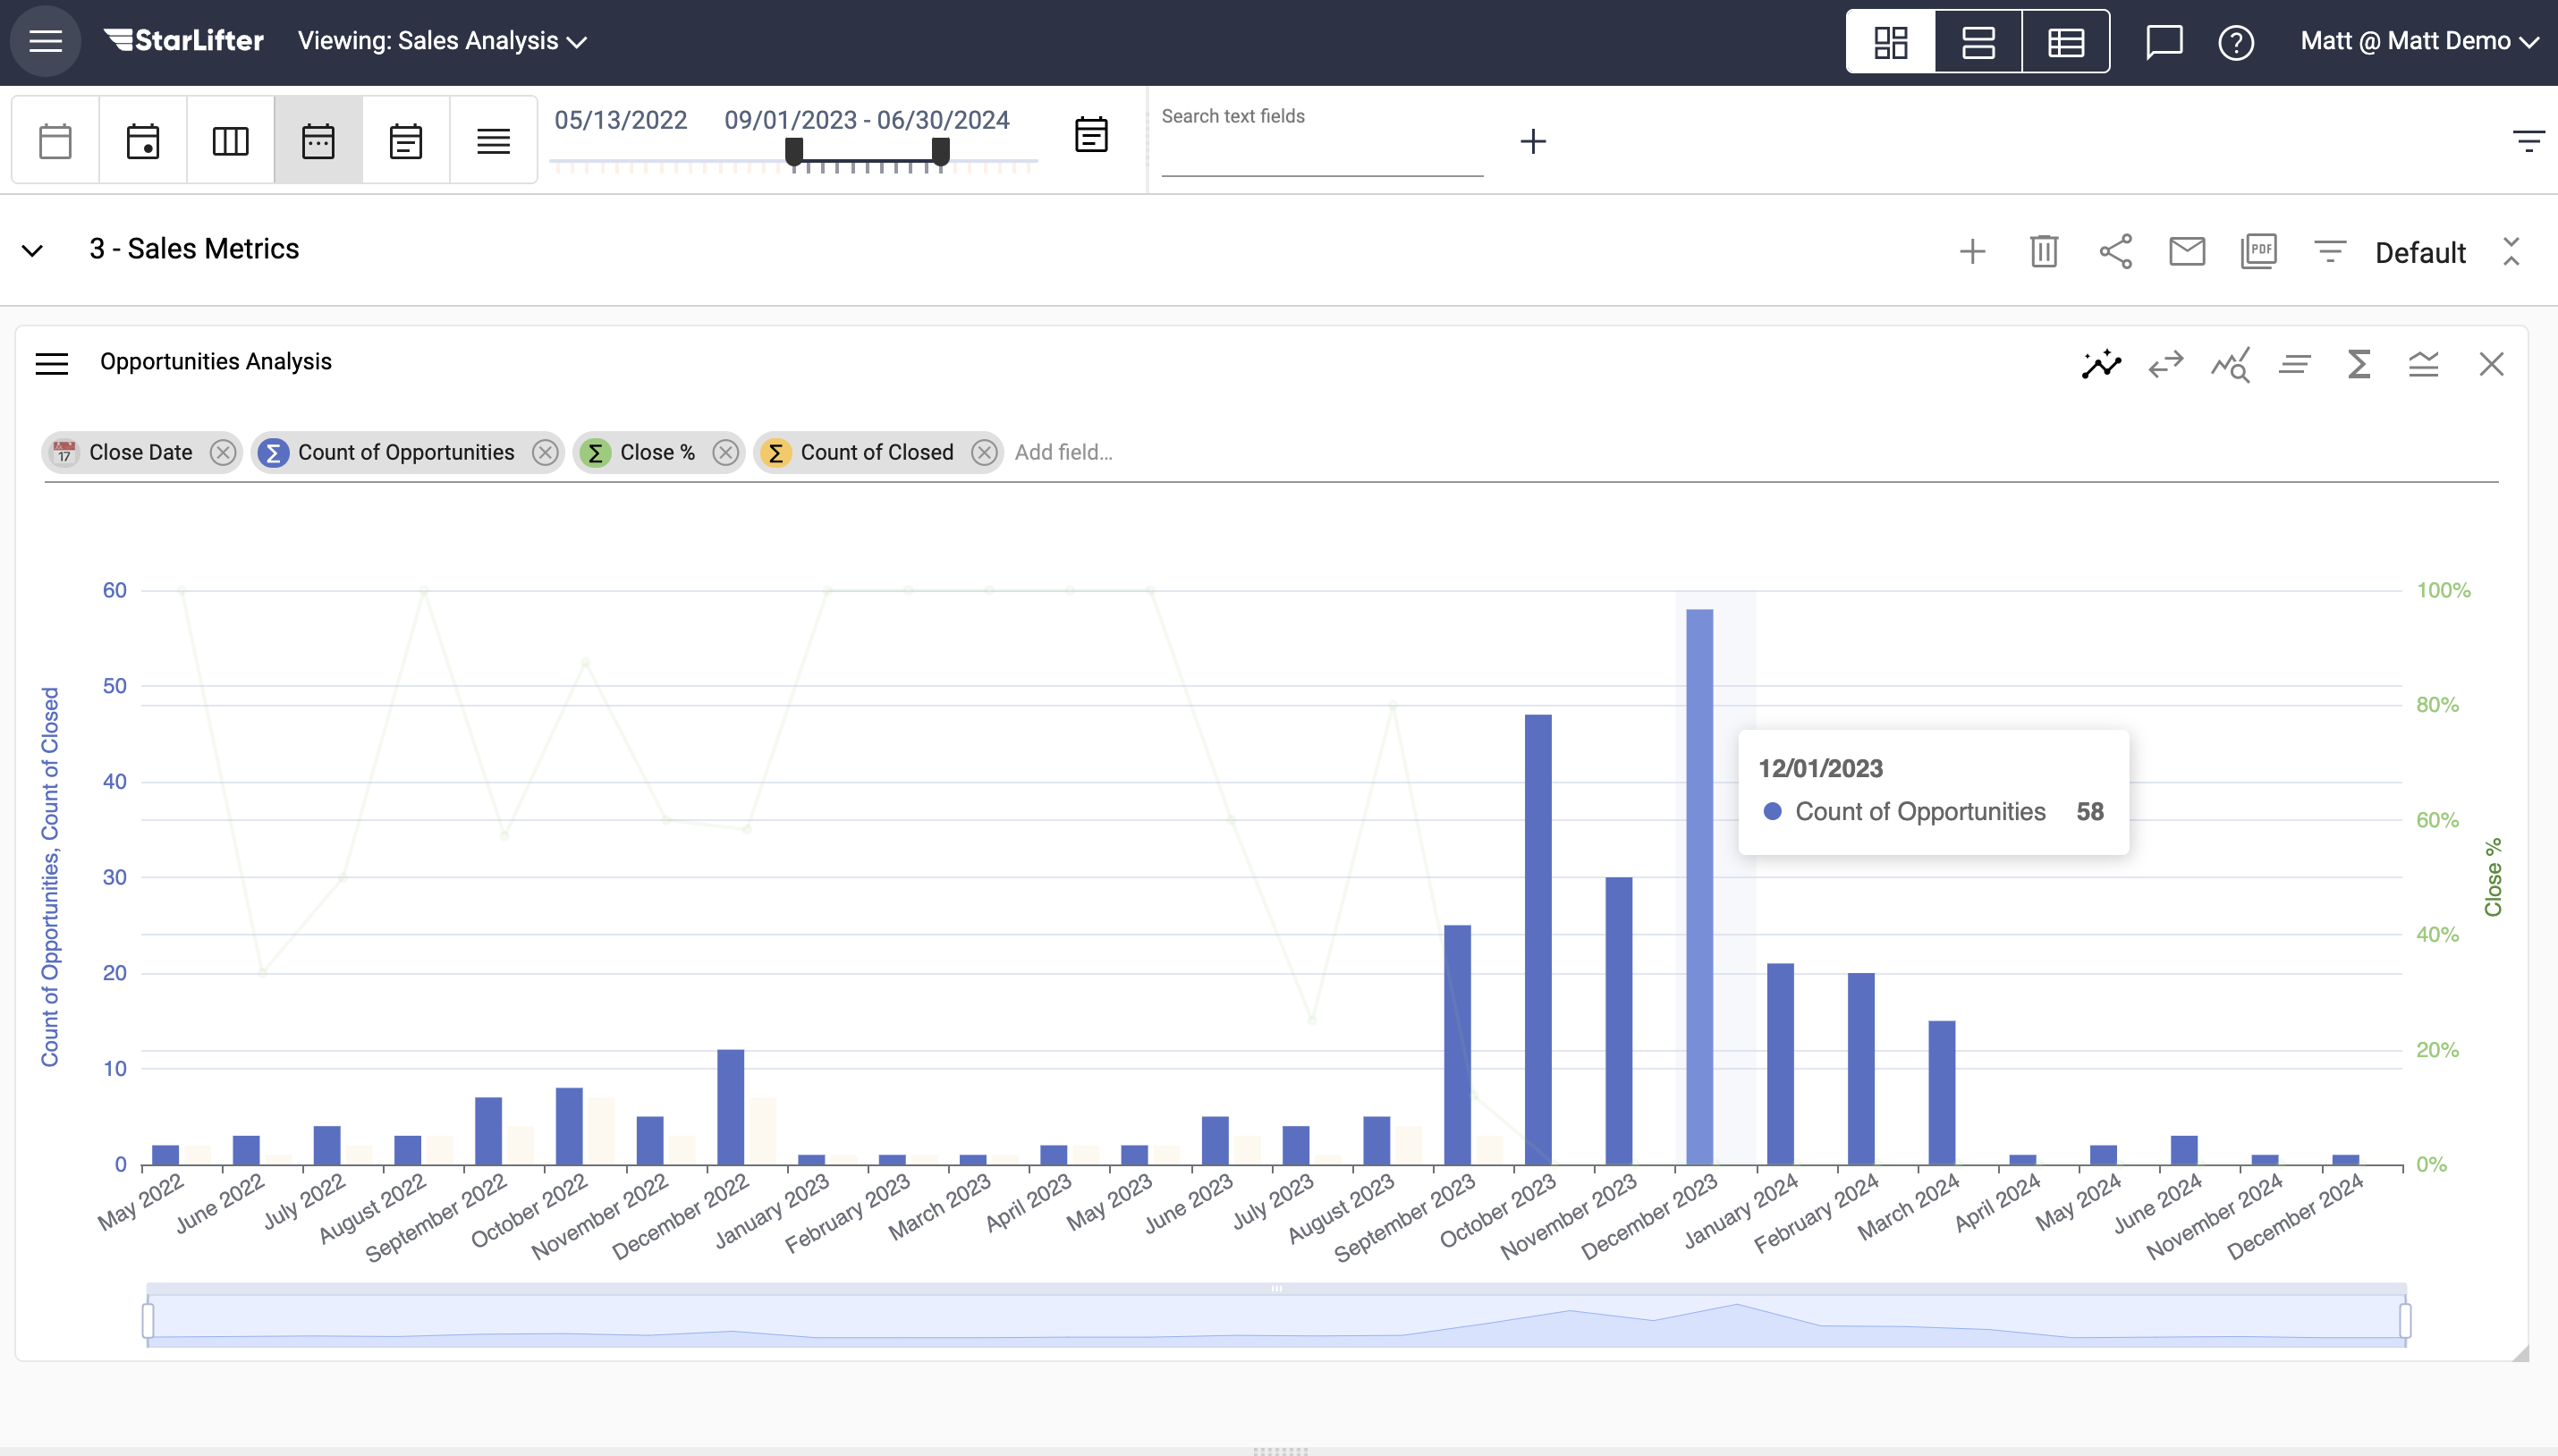 StarLifter
Viewing: Sales Analysis
Matt @ Matt Demo
05/13/2022
09/01/2023 - 06/30/2024
Search text fields
3 - Sales Metrics
PDF
Default
Opportunities Analysis
17
Close Date
Σ Count of Opportunities
Σ Close %
Σ Count of Closed
Add field...
Count of Opportunities, Count of Closed
60
50
40
30
20
10
0
100%
80%
60%
40%
20%
0%
Close %
12/01/2023
Count of Opportunities 58
May 2022
June 2022
July 2022
August 2022
September 2022
October 2022
November 2022
December 2022
January 2023
February 2023
March 2023
April 2023
May 2023
June 2023
July 2023
August 2023
September 2023
October 2023
November 2023
December 2023
January 2024
February 2024
March 2024
April 2024
May 2024
June 2024
November 2024
December 2024